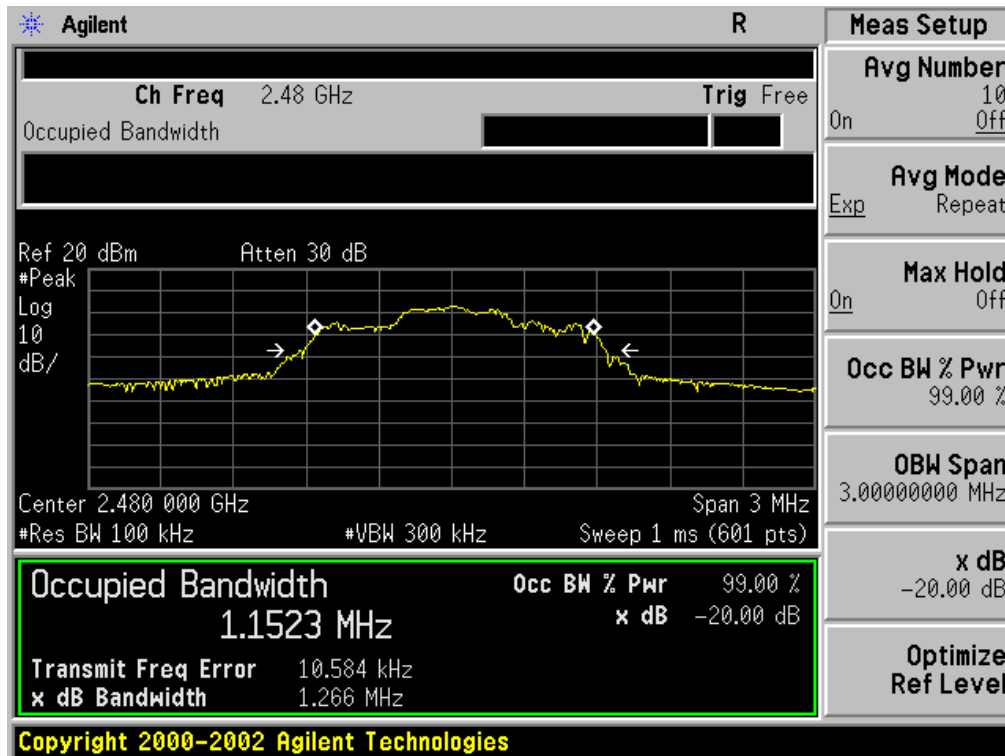 Agilent R Meas Setup
Ch Freq 2.48 GHz Trig Free
Occupied Bandwidth
Avg Number
10
On Off
Avg Mode
Exp Repeat
Max Hold
On Off
Occ BW % Pwr
99.00 %
OBW Span
3.00000000 MHz
x dB
-20.00 dB
Optimize
Ref Level
Ref 20 dBm Atten 30 dB
#Peak
Log
10
dB/
Center 2.480 000 GHz Span 3 MHz
#Res BW 100 kHz #VBW 300 kHz Sweep 1 ms (601 pts)
Occupied Bandwidth Occ BW % Pwr 99.00 %
1.1523 MHz x dB -20.00 dB
Transmit Freq Error 10.584 kHz
x dB Bandwidth 1.266 MHz
Copyright 2000-2002 Agilent Technologies